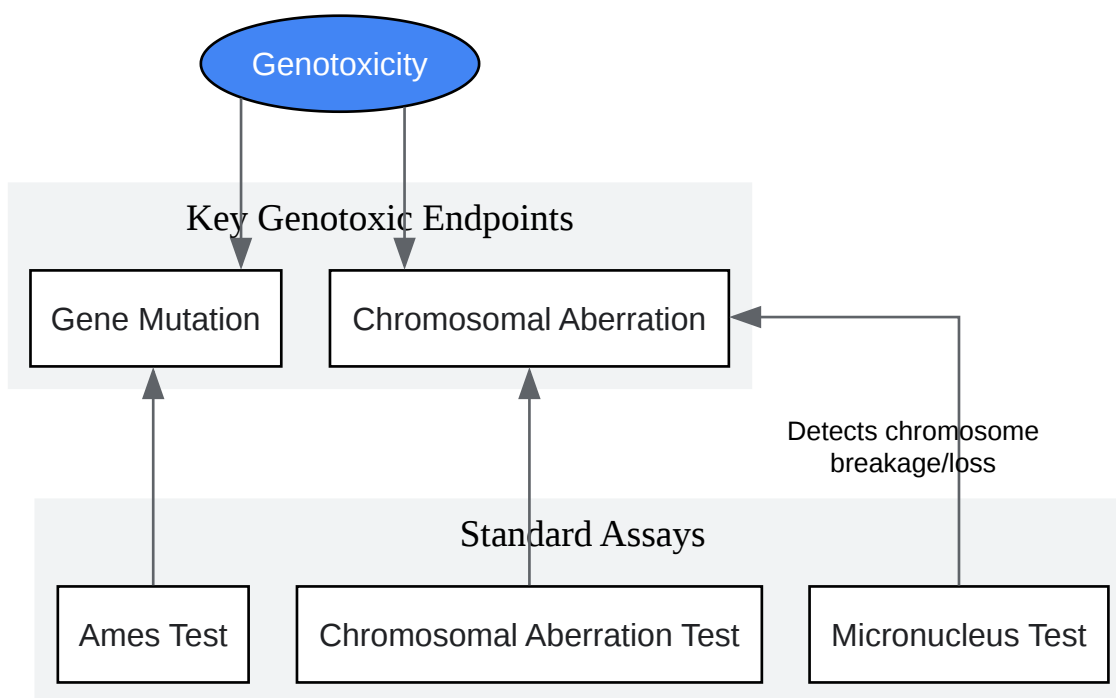 Genotoxicity
Key Genotoxic Endpoints
Gene Mutation
Chromosomal Aberration
Detects chromosome
breakage/loss
Standard Assays
Ames Test
Chromosomal Aberration Test
Micronucleus Test